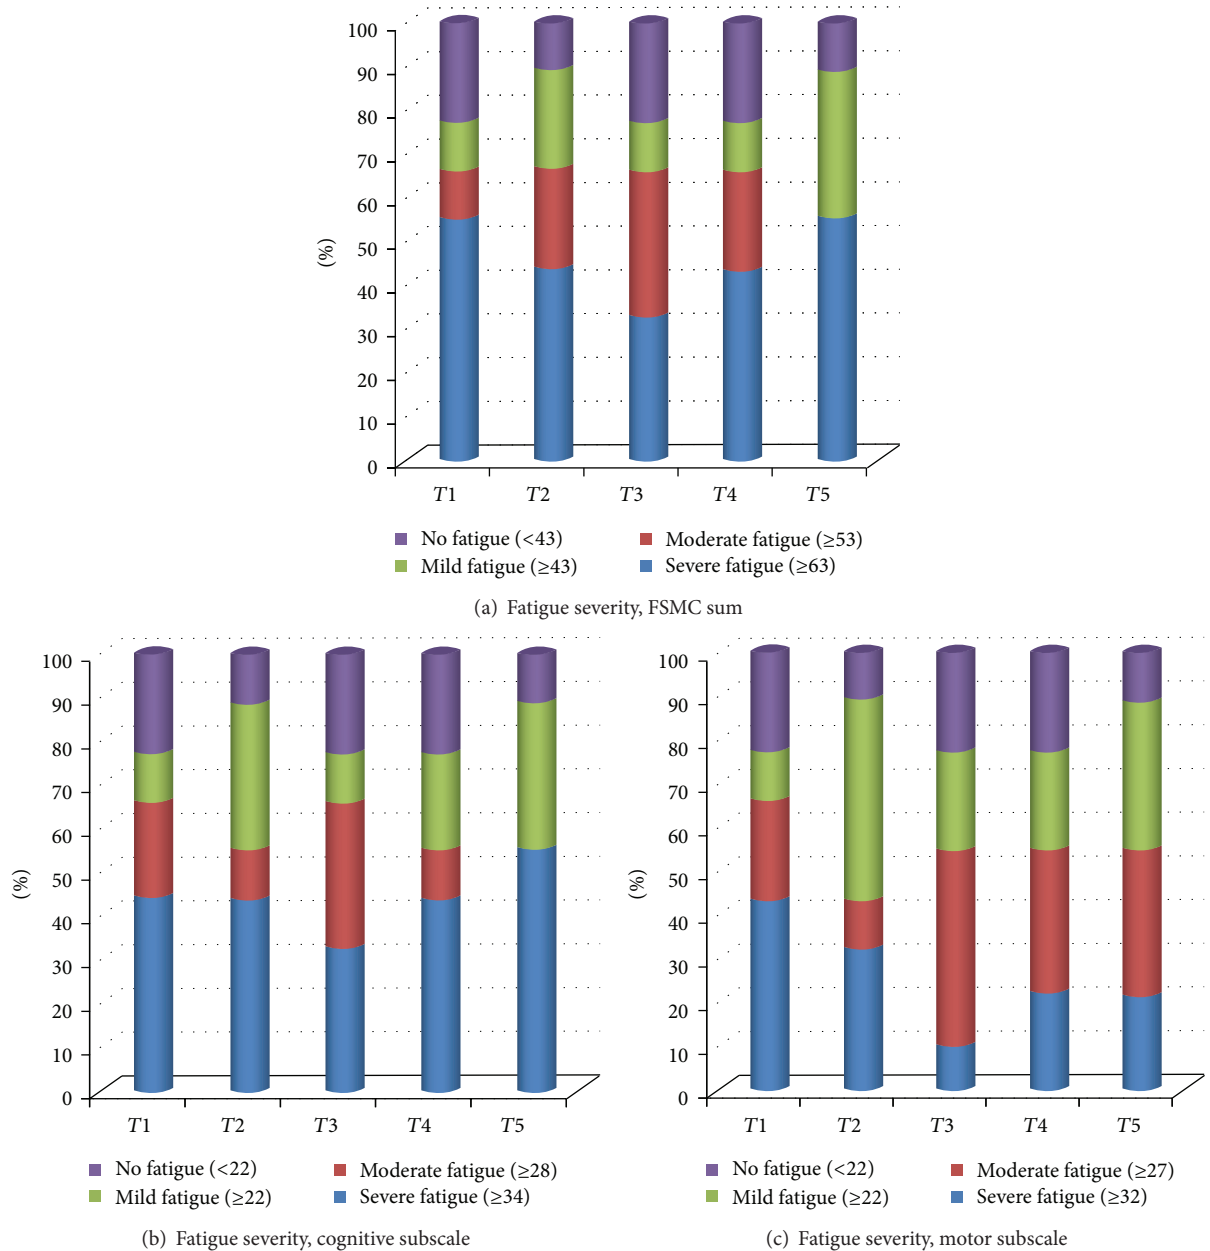 100
90
80
70
60
50
40
30
20
10
0
(%)
T1 T2 T3 T4 T5
No fatigue (<43)
Moderate fatigue (≥53)
Mild fatigue (≥43)
Severe fatigue (≥63)
(a) Fatigue severity, FSMC sum
100
90
80
70
60
50
40
30
20
10
0
(%)
T1 T2 T3 T4 T5
No fatigue (<22)
Moderate fatigue (≥28)
Mild fatigue (≥22)
Severe fatigue (≥34)
(b) Fatigue severity, cognitive subscale
100
90
80
70
60
50
40
30
20
10
0
(%)
T1 T2 T3 T4 T5
No fatigue (<22)
Moderate fatigue (≥27)
Mild fatigue (≥22)
Severe fatigue (≥32)
(c) Fatigue severity, motor subscale